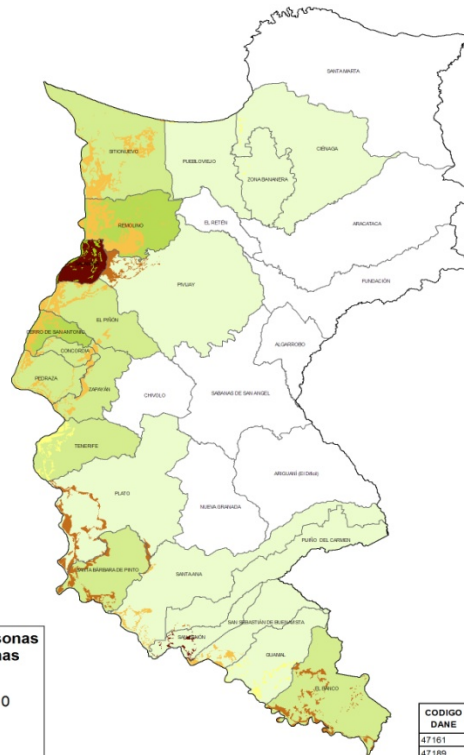 SANTA MARTA
SITIONUEVO
PUEBLOVIEJO
CIÉNAGA
ZONA BANANERA
REMOLINO
EL RETÉN
ARACATACA
FUNDACIÓN
PIVIJAY
EL PIÑÓN
CERRO DE SAN ANTONIO
CONCORDIA
ALGARROBO
PEDRAZA
ZAPAYÁN
CHIVOLO
SABANAS DE SAN ANGEL
TENERIFE
PLATO
NUEVA GRANADA
ARIGUANÍ (El Difícil)
PIJIÑO DEL CARMEN
SANTA BÁRBARA DE PINTO
SANTA ANA
SAN SEBASTIÁN DE BUENAVISTA
SAN ZENÓN
GUAMAL
EL BANCO
sonas
nas
0
CODIGO
DANE
47161
47189